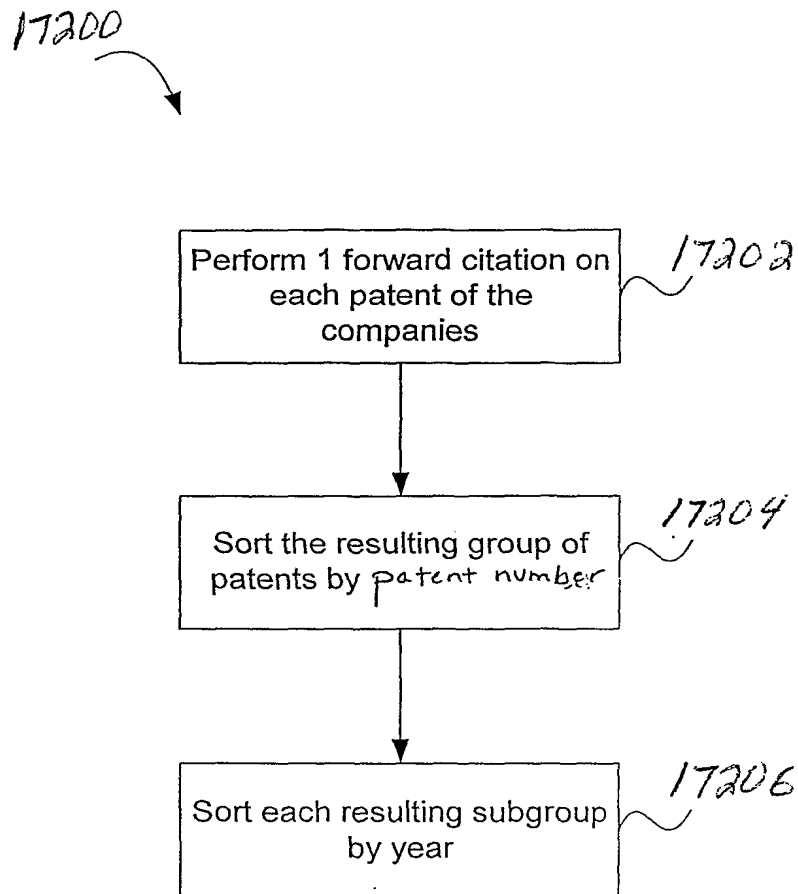 17200
Perform 1 forward citation on
each patent of the
companies
17202
Sort the resulting group of
patents by patent number
17204
Sort each resulting subgroup
by year
17206